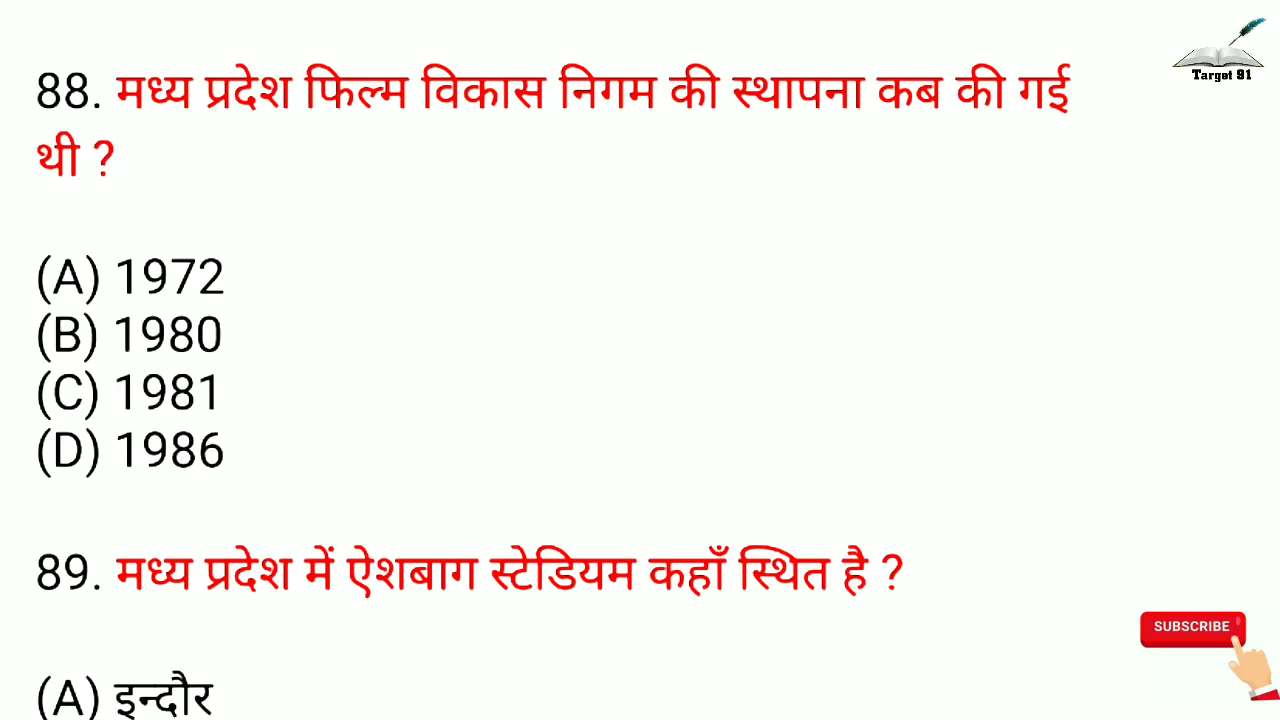 Target 91
88. मध्य प्रदेश फिल्म विकास निगम की स्थापना कब की गई
थी ?
(A) 1972
(B) 1980
(C) 1981
(D) 1986
89. मध्य प्रदेश में ऐशबाग स्टेडियम कहाँ स्थित है ?
SUBSCRIBE
(A) इन्दौर